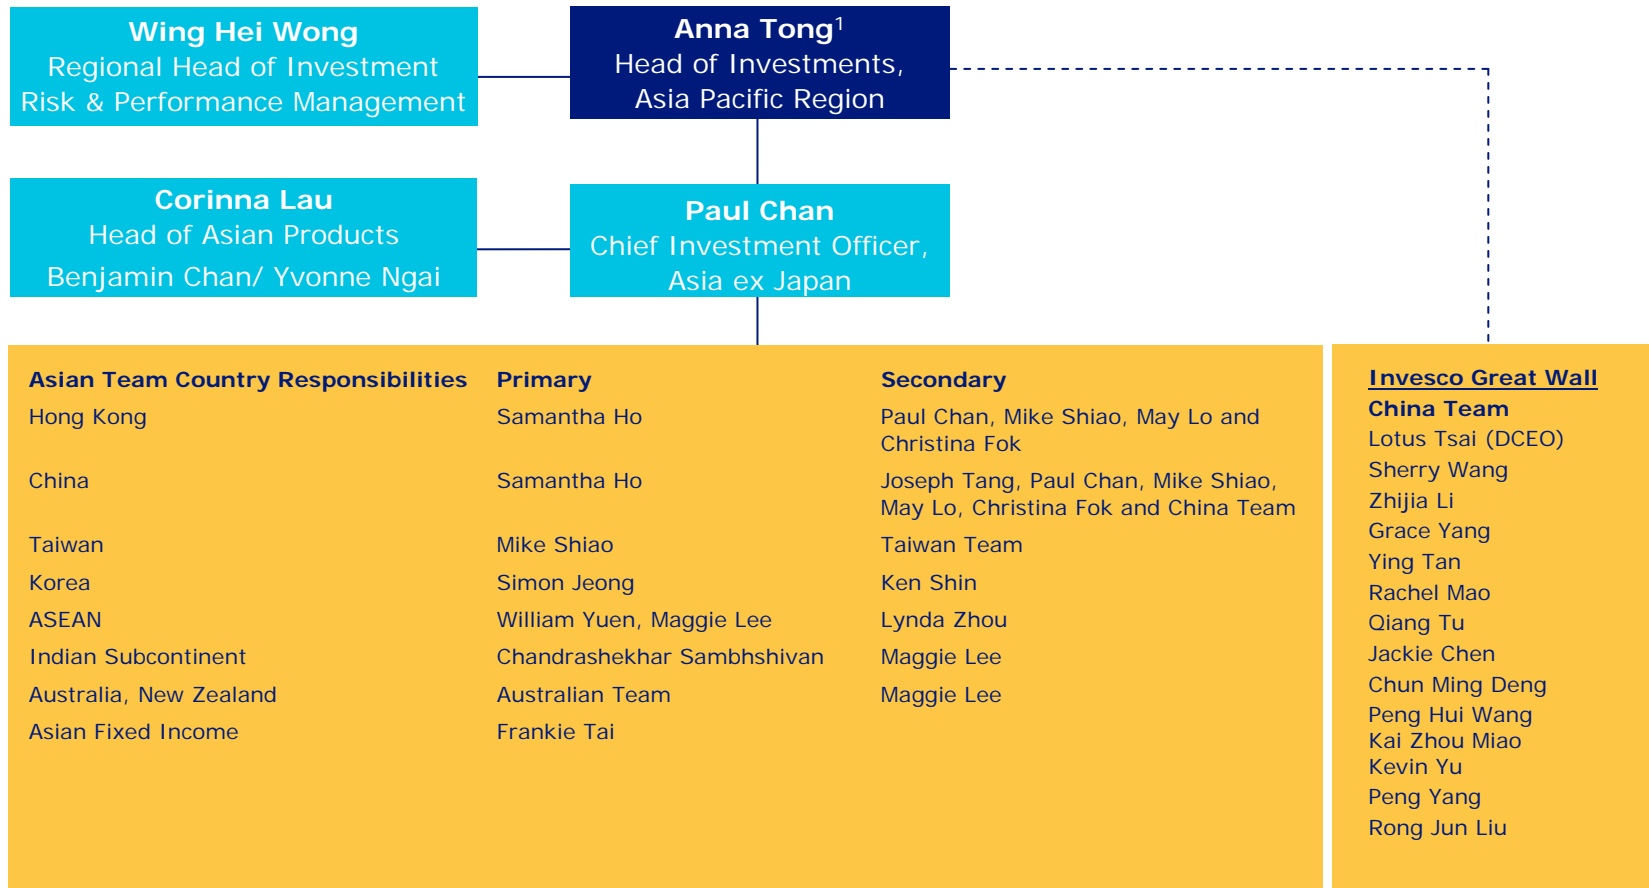 Wing Hei Wong
Regional Head of Investment
Risk & Performance Management
Anna Tong¹
Head of Investments,
Asia Pacific Region
Corinna Lau
Head of Asian Products
Benjamin Chan/ Yvonne Ngai
Paul Chan
Chief Investment Officer,
Asia ex Japan
Asian Team Country Responsibilities Primary Secondary
Hong Kong Samantha Ho Paul Chan, Mike Shiao, May Lo and
Christina Fok
China Samantha Ho Joseph Tang, Paul Chan, Mike Shiao,
May Lo, Christina Fok and China Team
Taiwan Mike Shiao Taiwan Team
Korea Simon Jeong Ken Shin
ASEAN William Yuen, Maggie Lee Lynda Zhou
Indian Subcontinent Chandrashekhar Sambhshivan Maggie Lee
Australia, New Zealand Australian Team Maggie Lee
Asian Fixed Income Frankie Tai
Invesco Great Wall
China Team
Lotus Tsai (DCEO)
Sherry Wang
Zhijia Li
Grace Yang
Ying Tan
Rachel Mao
Qiang Tu
Jackie Chen
Chun Ming Deng
Peng Hui Wang
Kai Zhou Miao
Kevin Yu
Peng Yang
Rong Jun Liu